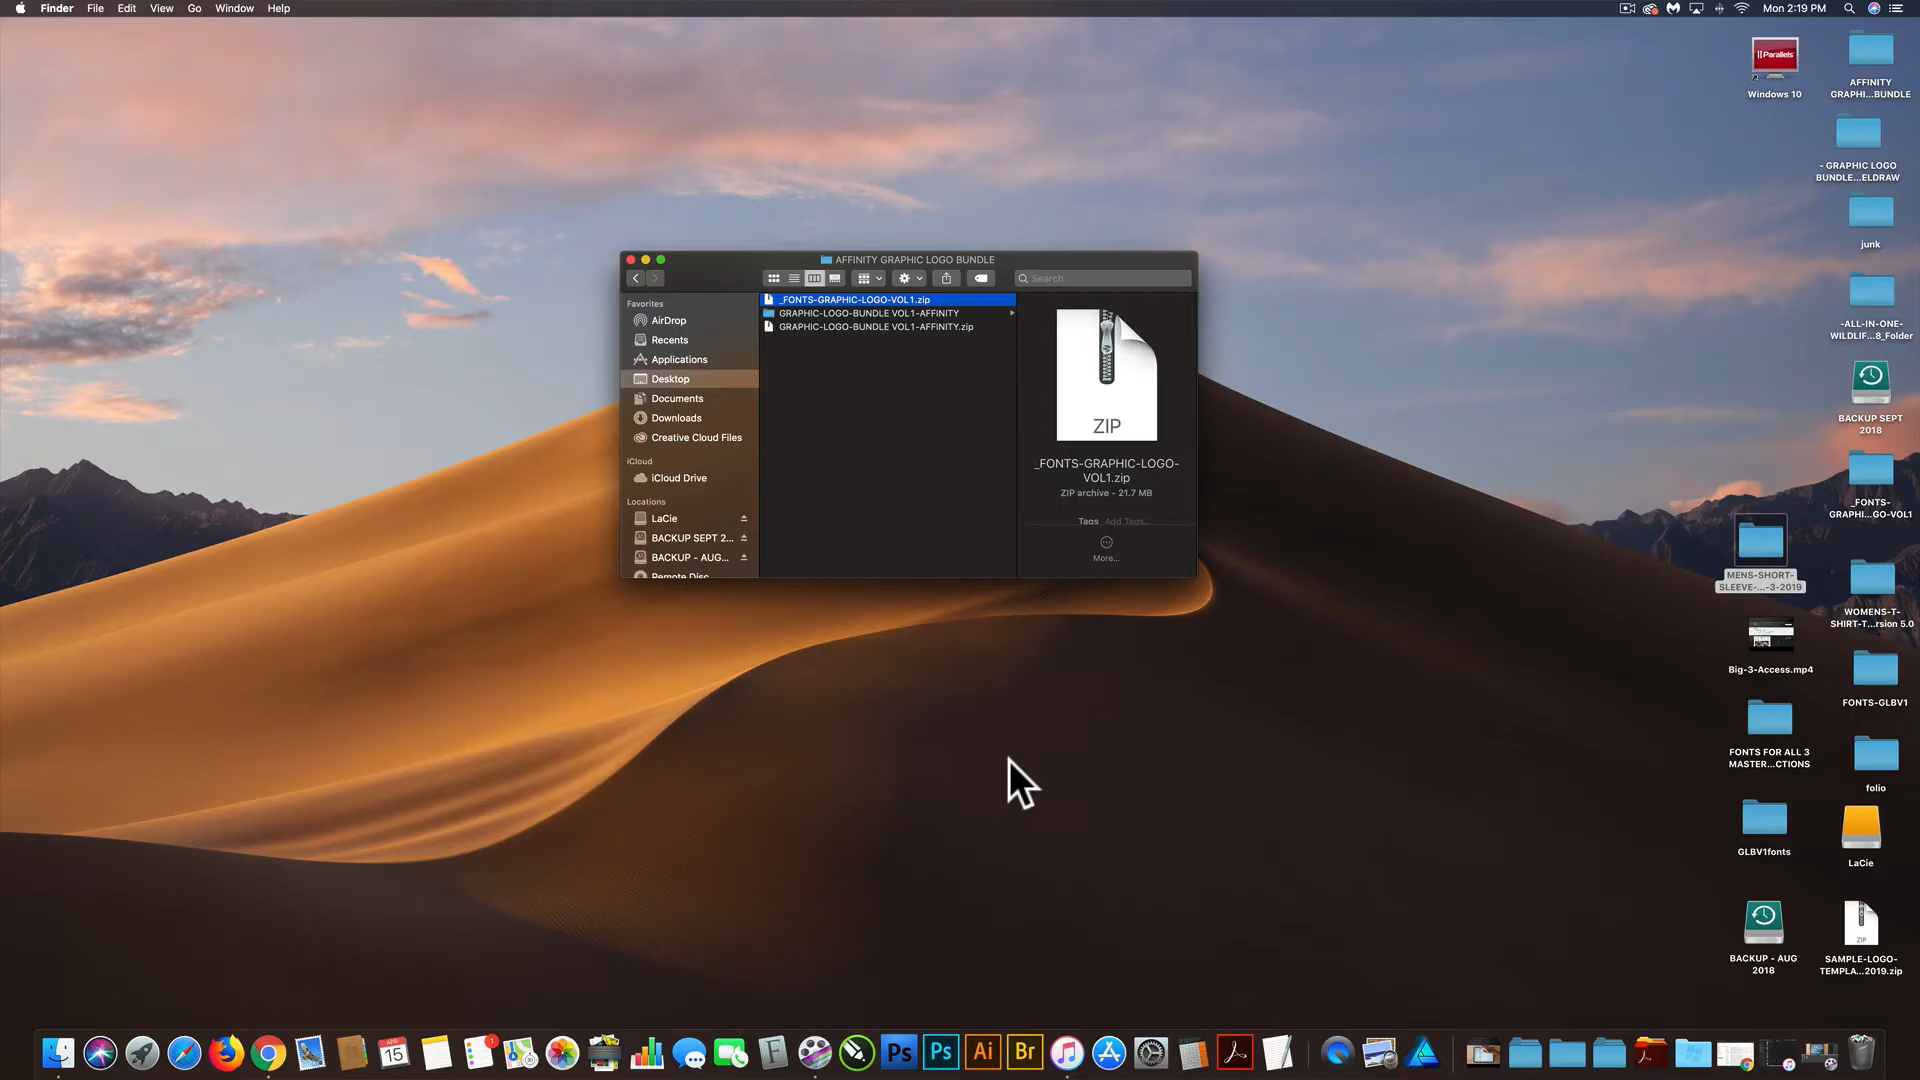 Finder File Edit View Go Window Help
Mon 2:19 PM
AFFINITY GRAPHIC LOGO BUNDLE
Search
Favorites
AirDrop
Recents
Applications
Desktop
Documents
Downloads
Creative Cloud Files
iCloud
iCloud Drive
Locations
LaCie
BACKUP SEPT 2...
BACKUP - AUG...
Remote Disc
_FONTS-GRAPHIC-LOGO-VOL1.zip
GRAPHIC-LOGO-BUNDLE VOL1-AFFINITY
GRAPHIC-LOGO-BUNDLE VOL1-AFFINITY.zip
ZIP
_FONTS-GRAPHIC-LOGO-
VOL1.zip
ZIP archive - 21.7 MB
Tags Add Tags...
More...
Parallels
Windows 10
AFFINITY
GRAPHI...BUNDLE
- GRAPHIC LOGO
BUNDLE...ELDRAW
junk
-ALL-IN-ONE-
WILDLIF...8_Folder
BACKUP SEPT
2018
_FONTS-
GRAPHI...GO-VOL1
MENS-SHORT-
SLEEVE-...-3-2019
WOMENS-T-
SHIRT-T...rsion 5.0
Big-3-Access.mp4
FONTS-GLBV1
FONTS FOR ALL 3
MASTER...CTIONS
folio
GLBV1fonts
LaCie
BACKUP - AUG
2018
ZIP
SAMPLE-LOGO-
TEMPLA...2019.zip
APR
15
1
F
Ps
Ps
Ai
Br